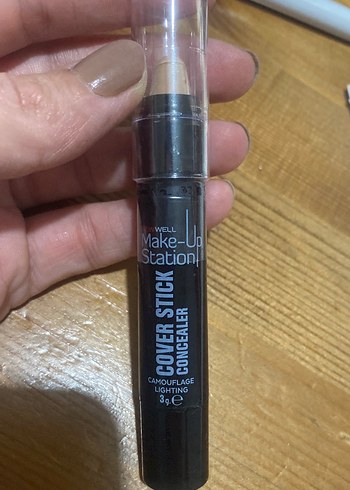 WELL
Make-Up
Station
COVER STICK
CONCEALER
CAMOUFLAGE
LIGHTING
3g.℮